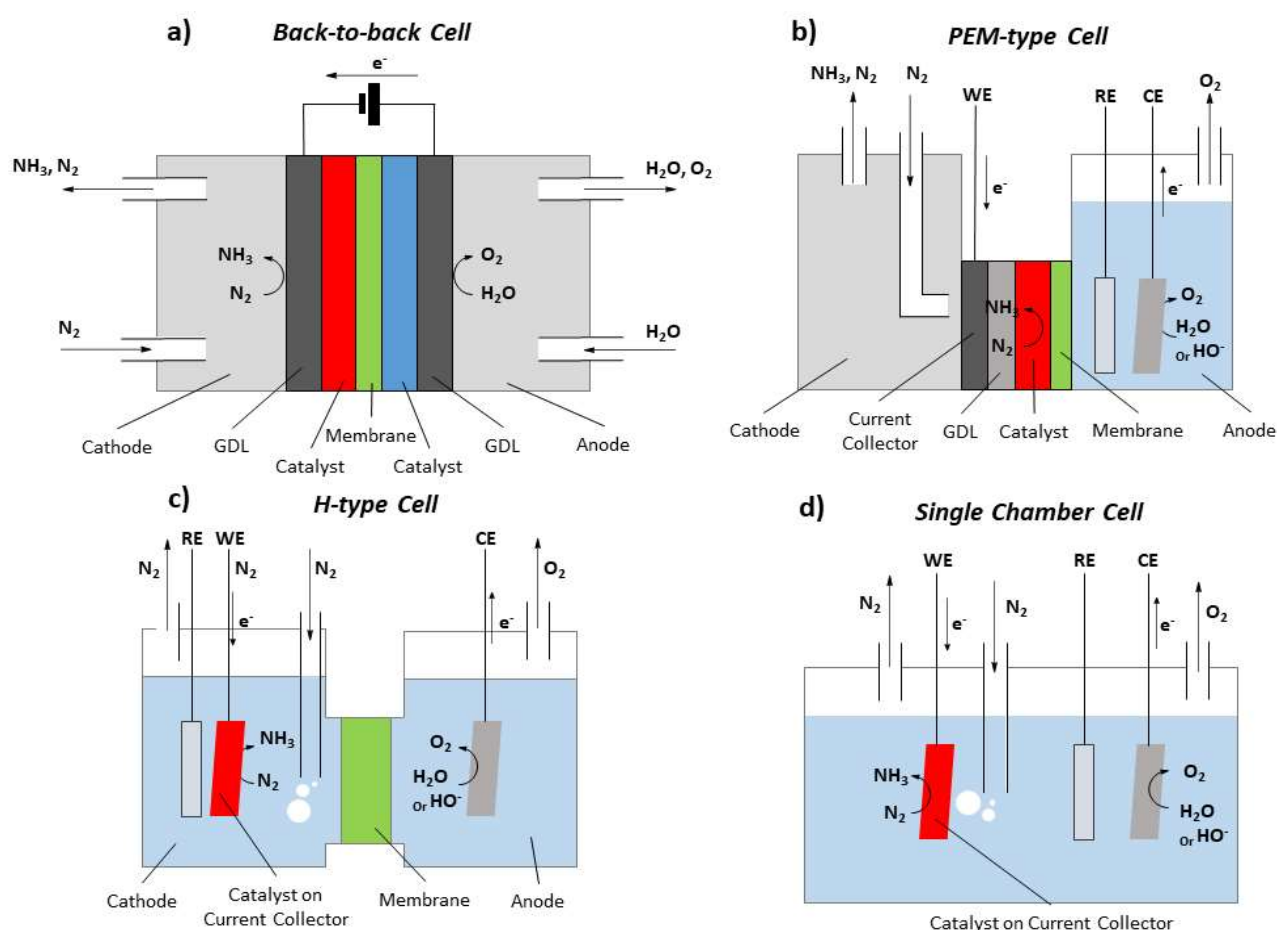 a)
Back-to-back Cell
e-
NH3, N2
H2O, O2
NH3
N2
O2
H2O
N2
H2O
Cathode
GDL
Catalyst
Membrane
Catalyst
GDL
Anode
b)
PEM-type Cell
NH3, N2
N2
WE
RE
CE
O2
e-
e-
NH3
N2
O2
H2O
Or HO-
Cathode
Current
Collector
GDL
Catalyst
Membrane
Anode
c)
H-type Cell
RE
WE
CE
N2
N2
N2
O2
e-
e-
NH3
N2
O2
H2O
Or HO-
Cathode
Catalyst on
Current Collector
Membrane
Anode
d)
Single Chamber Cell
WE
RE
CE
N2
e-
N2
e-
O2
NH3
N2
O2
H2O
Or HO-
Catalyst on Current Collector